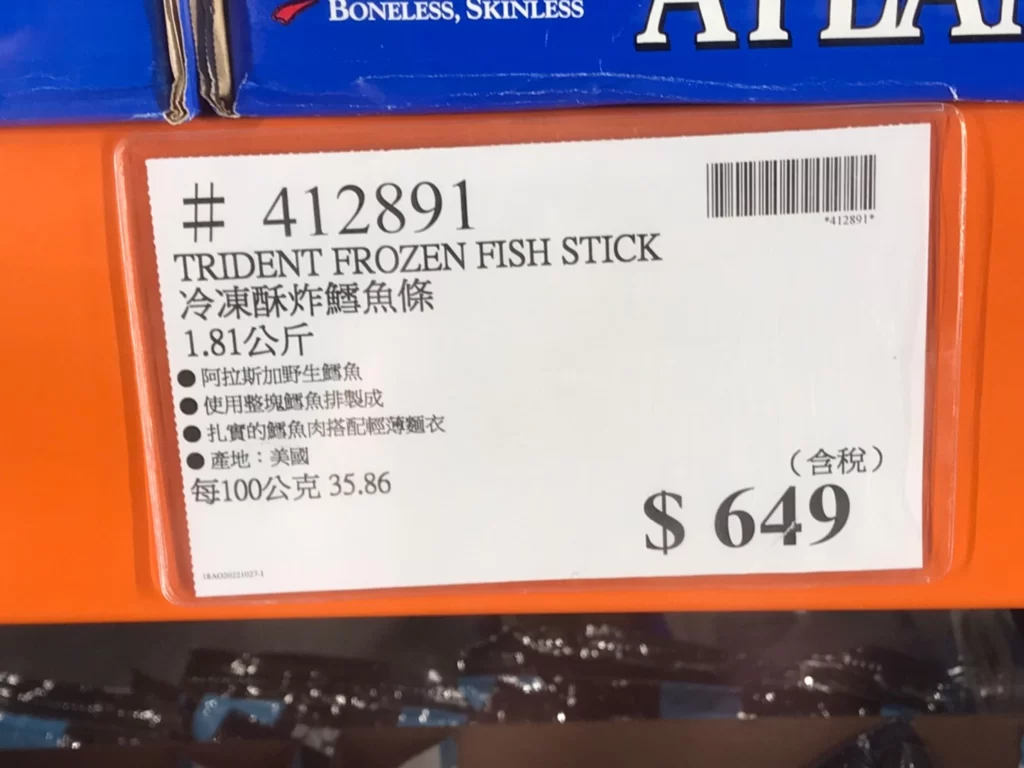 BONELESS, SKINLESS
# 412891
*412891*
TRIDENT FROZEN FISH STICK
冷凍酥炸鱈魚條
1.81公斤
● 阿拉斯加野生鱈魚
● 使用整塊鱈魚排製成
● 扎實的鱈魚肉搭配輕薄麵衣
● 產地：美國
每100公克 35.86
（含稅）
$ 649